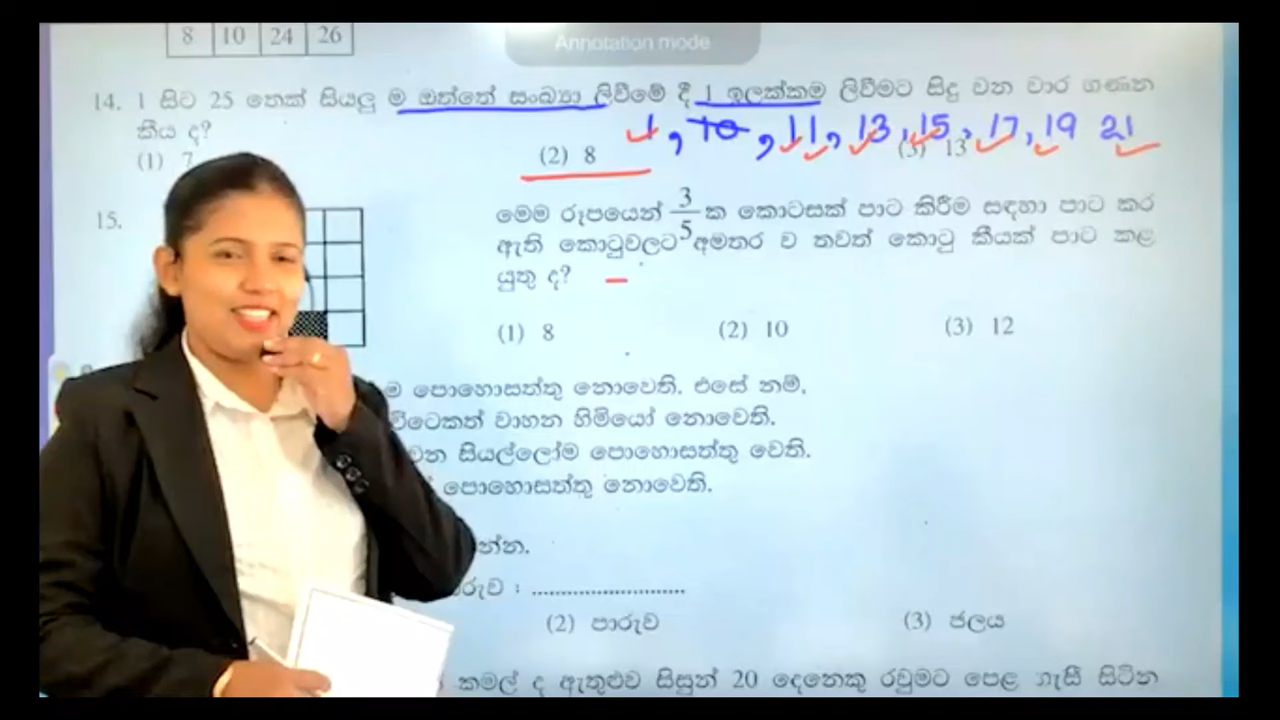 8 10 24 26
Annotation mode
14. 1 සිට 25 තෙක් සියලු ම ඔත්තේ සංඛ්‍යා ලිවීමේ දී 1 ඉලක්කම ලිවීමට සිදු වන වාර ගණන
කීය ද?
1, 10, 11, 13, 15, 17, 19 21
(1) 7 (2) 8 (3) 13
15. මෙම රූපයෙන් 3/5 ක කොටසක් පාට කිරීම සඳහා පාට කර
ඇති කොටුවලට අමතර ව තවත් කොටු කීයක් පාට කළ
යුතු ද?
(1) 8 (2) 10 (3) 12
ම පොහොසත්තු නොවෙති. එසේ නම්,
වාහන හිමියෝ නොවෙති.
වන සියල්ලෝම පොහොසත්තු වෙති.
පොහොසත්තු නොවෙති.
න්න.
රුව : ..........................
(2) පාරුව (3) ජලය
කමල් ද ඇතුළුව සිසුන් 20 දෙනෙකු රවුමට පෙළ ගැසී සිටින